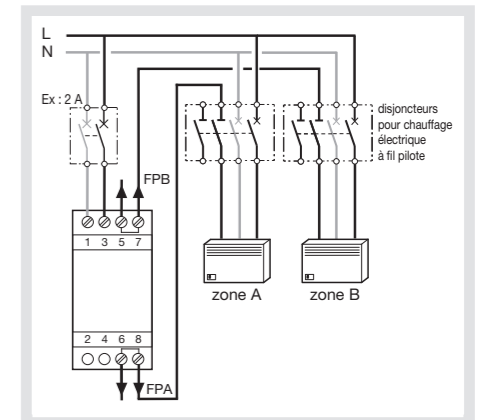 L
N
Ex : 2 A
disjoncteurs
pour chauffage
électrique
à fil pilote
FPB
1 3 5 7
zone A
zone B
2 4 6 8
FPA